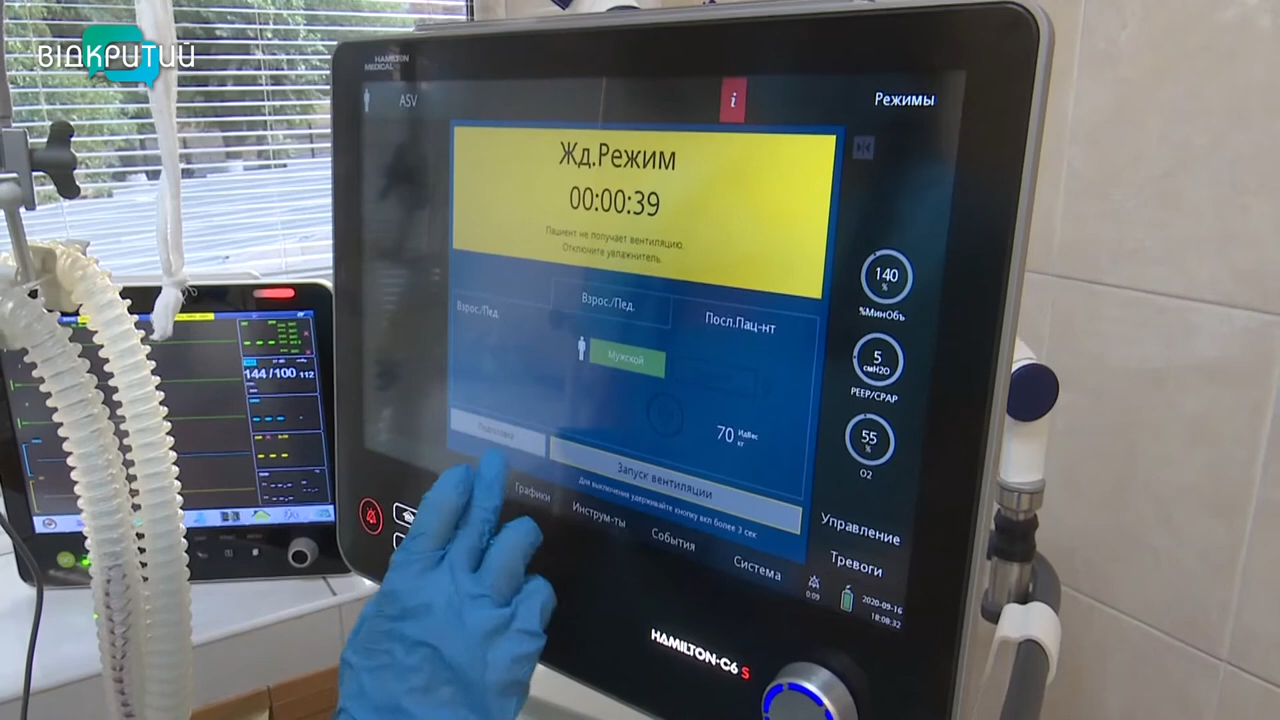 ВІДКРИТИЙ
HAMILTON
MEDICAL
ASV
i
Режимы
Жд.Режим
00:00:39
Пациент не получает вентиляцию.
Отключите увлажнитель.
Взрос./Пед.
Взрос./Пед.
Посл.Пац-нт
Мужской
70 ИдВес
кг
Подготовка
Запуск вентиляции
Для выключения удерживайте кнопку вкл более 3 сек
140
%
%МинОбъ
5
смH2O
PEEP/CPAP
55
%
O2
Графики
Инструм-ты
События
Система
Управление
Тревоги
0:09
2020-09-16
18:08:32
HAMILTON-C6 S
144/100 112